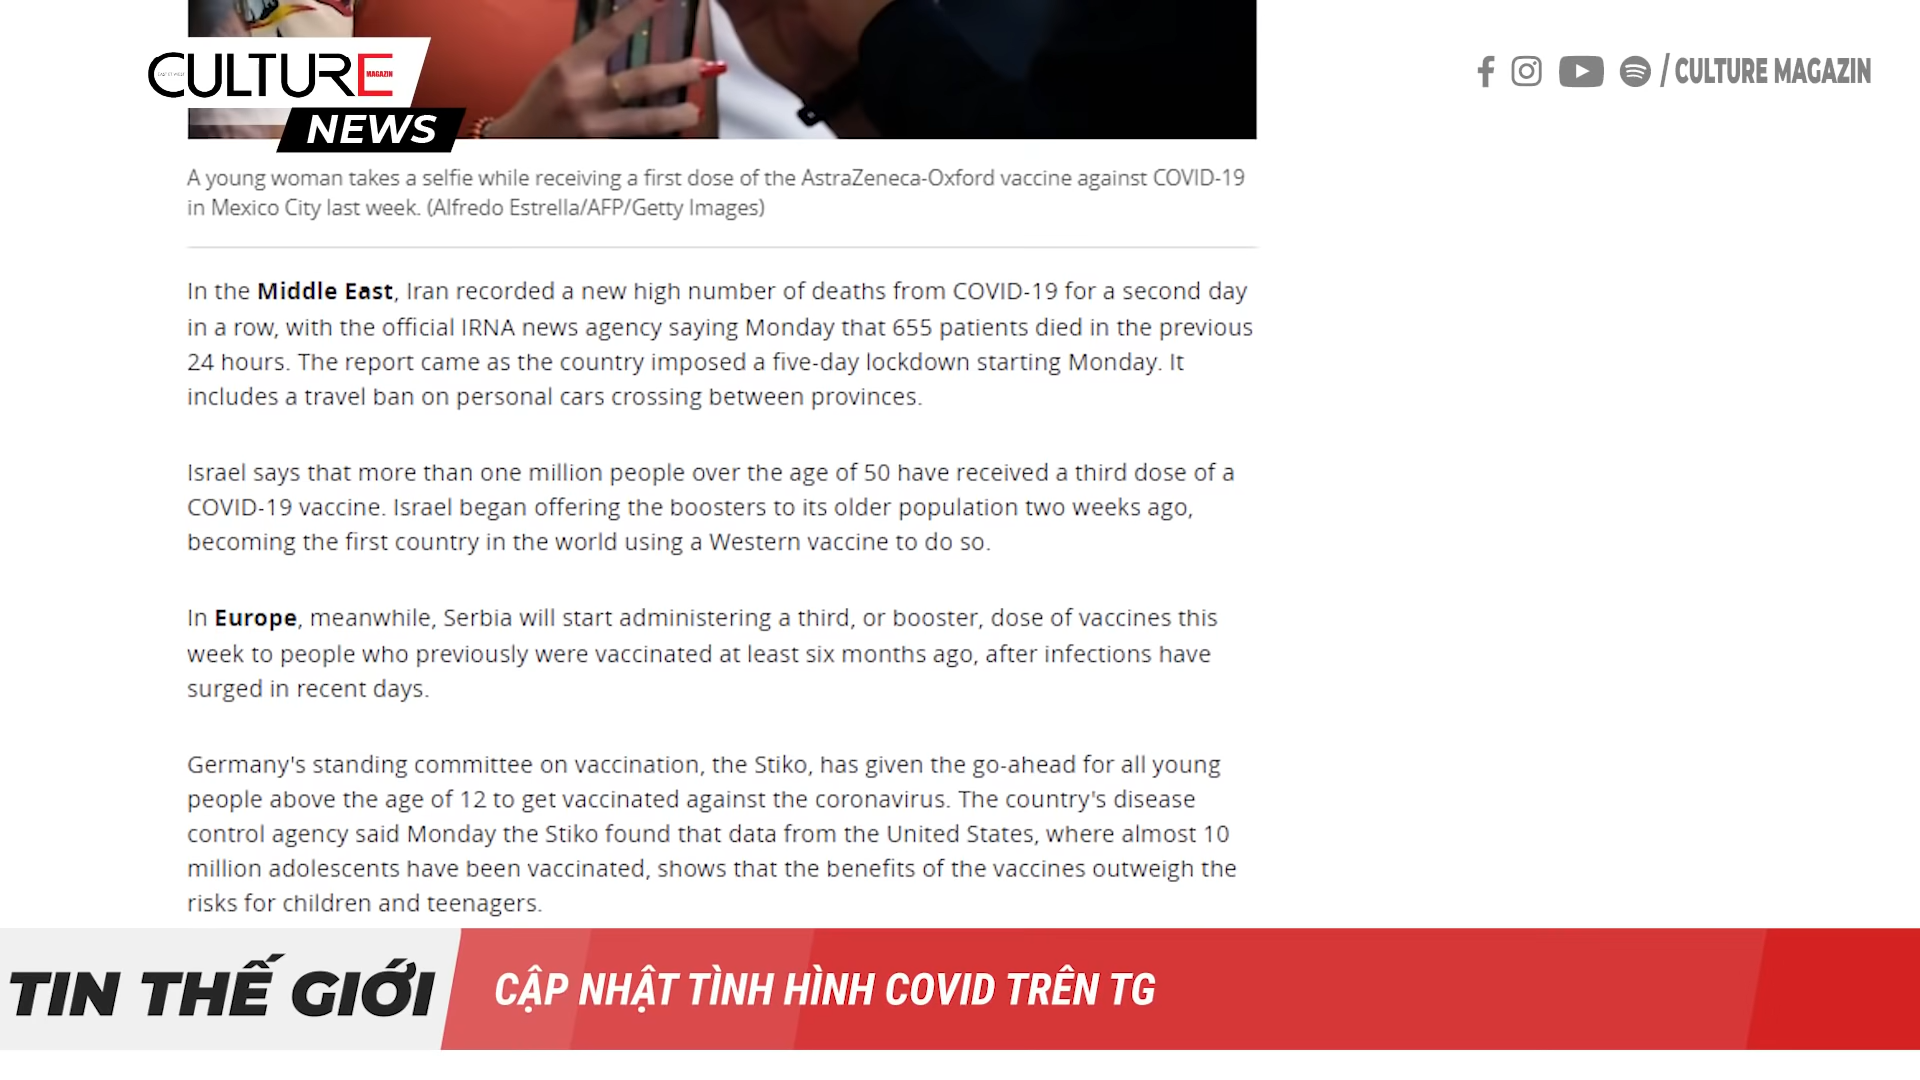 CULTURE
MAGAZIN
NEWS
/ CULTURE MAGAZIN
A young woman takes a selfie while receiving a first dose of the AstraZeneca-Oxford vaccine against COVID-19
in Mexico City last week. (Alfredo Estrella/AFP/Getty Images)
In the Middle East, Iran recorded a new high number of deaths from COVID-19 for a second day
in a row, with the official IRNA news agency saying Monday that 655 patients died in the previous
24 hours. The report came as the country imposed a five-day lockdown starting Monday. It
includes a travel ban on personal cars crossing between provinces.
Israel says that more than one million people over the age of 50 have received a third dose of a
COVID-19 vaccine. Israel began offering the boosters to its older population two weeks ago,
becoming the first country in the world using a Western vaccine to do so.
In Europe, meanwhile, Serbia will start administering a third, or booster, dose of vaccines this
week to people who previously were vaccinated at least six months ago, after infections have
surged in recent days.
Germany's standing committee on vaccination, the Stiko, has given the go-ahead for all young
people above the age of 12 to get vaccinated against the coronavirus. The country's disease
control agency said Monday the Stiko found that data from the United States, where almost 10
million adolescents have been vaccinated, shows that the benefits of the vaccines outweigh the
risks for children and teenagers.
TIN THẾ GIỚI
CẬP NHẬT TÌNH HÌNH COVID TRÊN TG